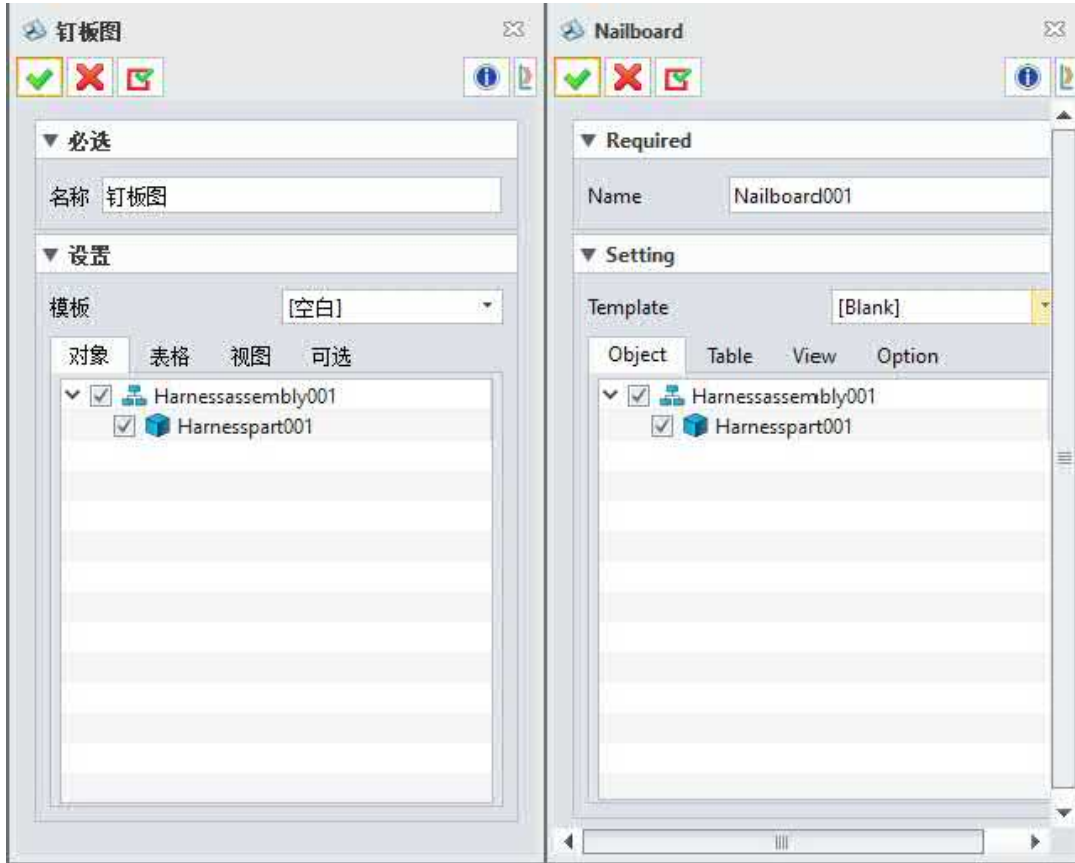 钉板图
必选
名称 钉板图
设置
模板 [空白]
对象 表格 视图 可选
Harnessassembly001
Harnesspart001
Nailboard
Required
Name Nailboard001
Setting
Template [Blank]
Object Table View Option
Harnessassembly001
Harnesspart001